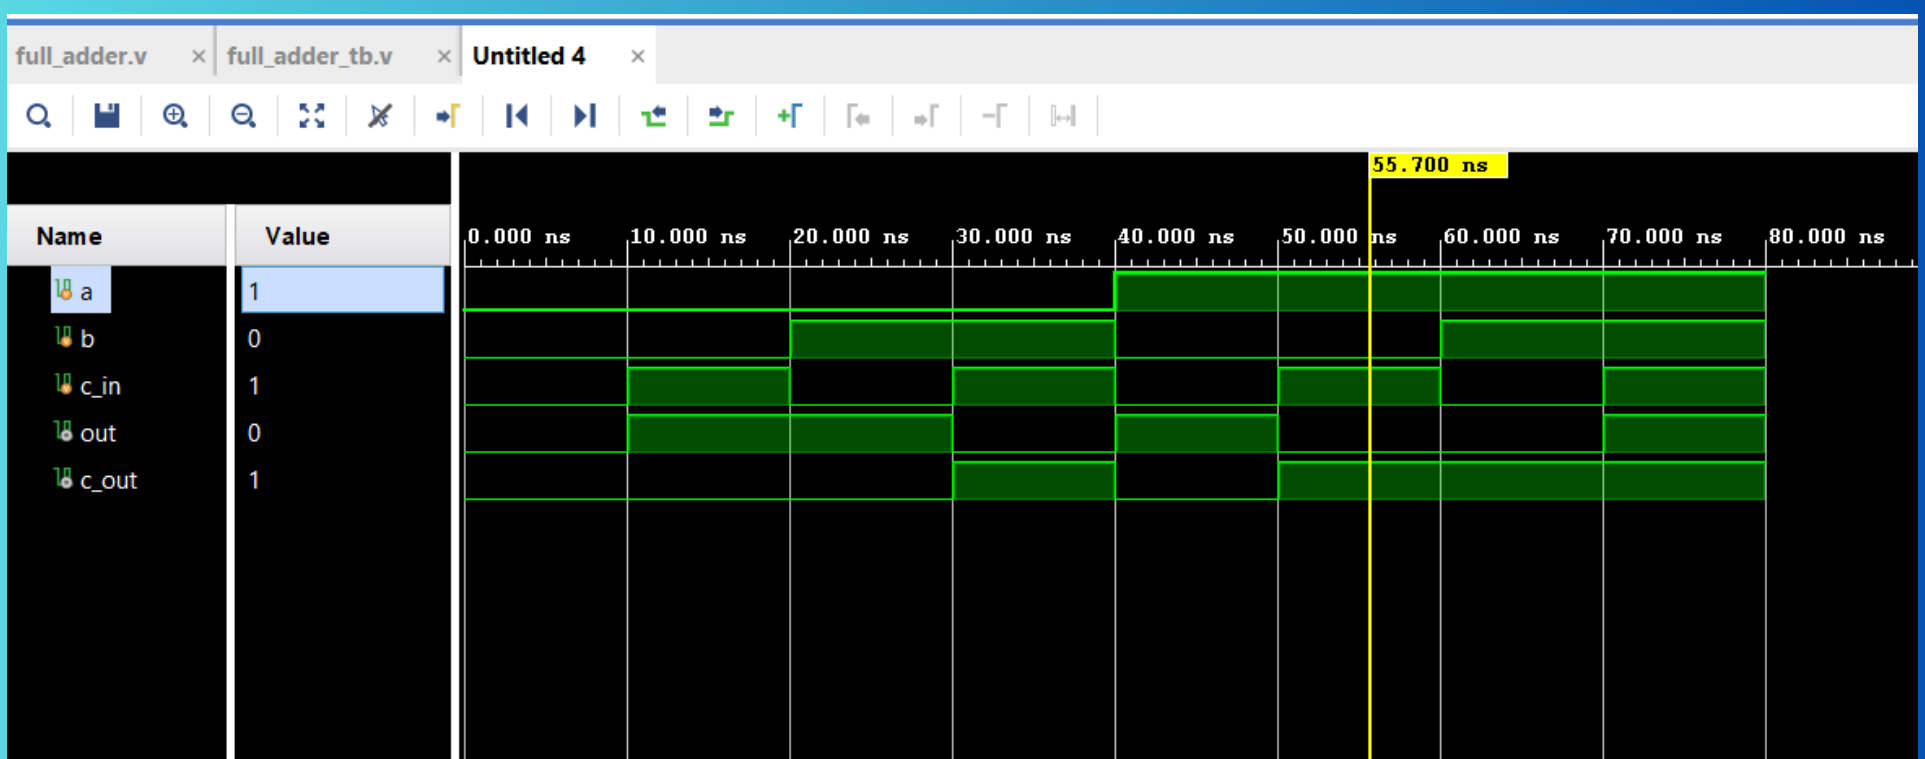 full_adder.v × full_adder_tb.v × Untitled 4 ×
55.700 ns
Name Value 0.000 ns 10.000 ns 20.000 ns 30.000 ns 40.000 ns 50.000 ns 60.000 ns 70.000 ns 80.000 ns
a 1
b 0
c_in 1
out 0
c_out 1